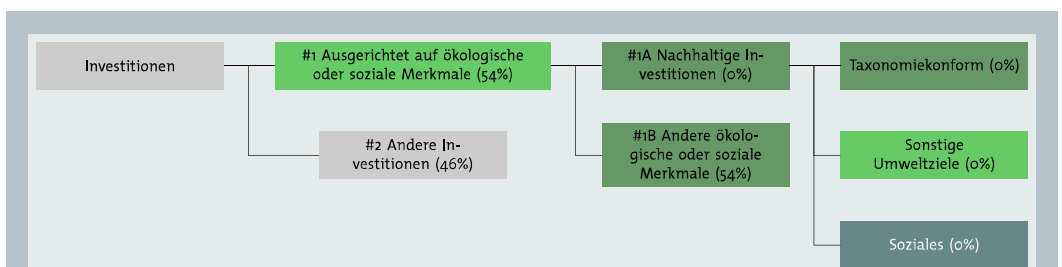 Investitionen
#1 Ausgerichtet auf ökologische
oder soziale Merkmale (54%)
#2 Andere In-
vestitionen (46%)
#1A Nachhaltige In-
vestitionen (0%)
#1B Andere ökolo-
gische oder soziale
Merkmale (54%)
Taxonomiekonform (0%)
Sonstige
Umweltziele (0%)
Soziales (0%)